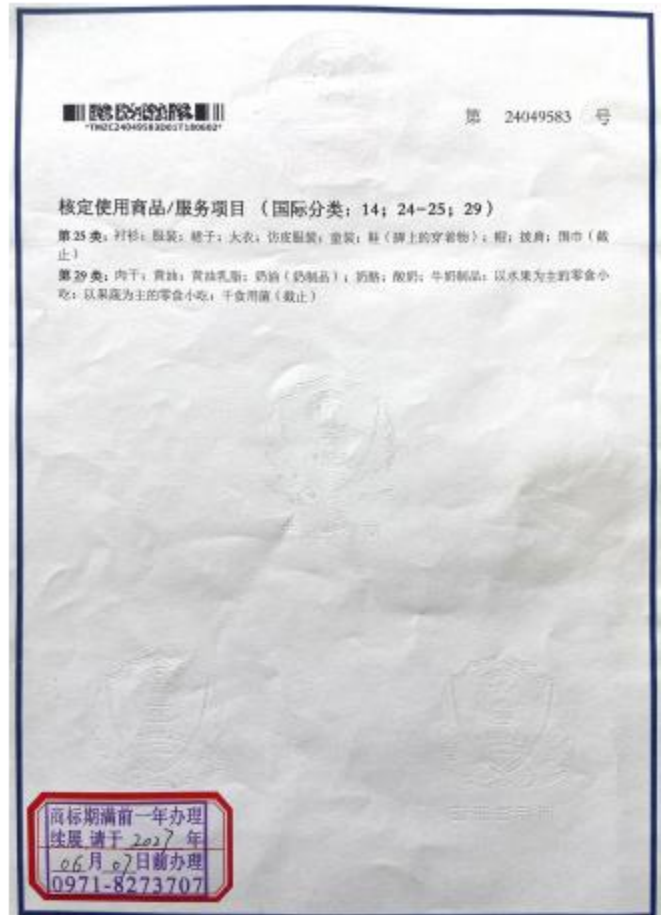 *TMZC24049583D01T180602*
第 24049583 号
核定使用商品/服务项目 (国际分类: 14; 24-25; 29)
第25类: 衬衫; 服装; 裙子; 大衣; 仿皮服装; 童装; 鞋(脚上的穿着物); 帽; 披肩; 围巾(截
止)
第29类: 肉干; 黄油; 黄油乳脂; 奶油(奶制品); 奶酪; 酸奶; 牛奶制品; 以水果为主的零食小
吃; 以果蔬为主的零食小吃; 干食用菌(截止)
商标期满前一年办理
续展 请于 2027 年
06月07日前办理
0971-8273707